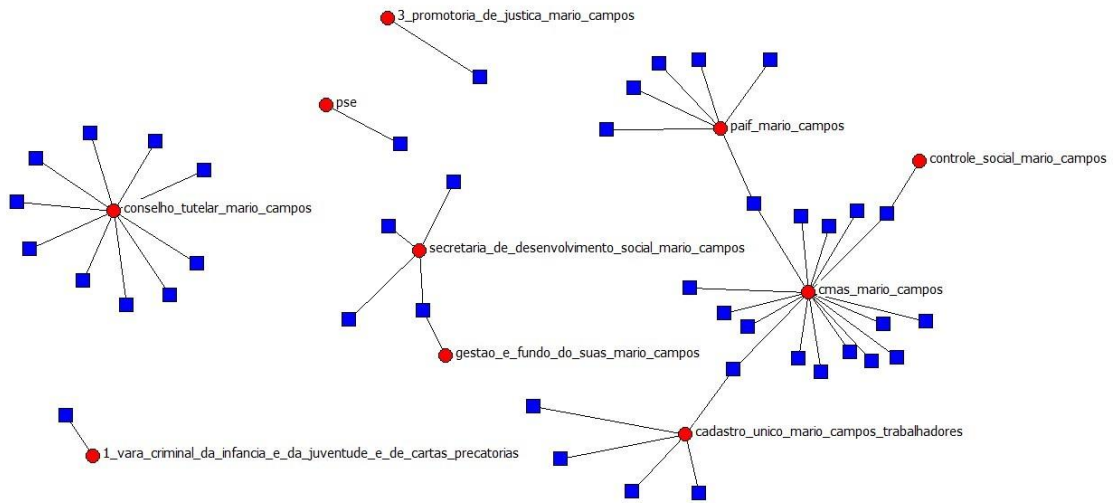 3_promotoria_de_justica_mario_campos
pse
paif_mario_campos
controle_social_mario_campos
conselho_tutelar_mario_campos
secretaria_de_desenvolvimento_social_mario_campos
cmas_mario_campos
gestao_e_fundo_do_suas_mario_campos
cadastro_unico_mario_campos_trabalhadores
1_vara_criminal_da_infancia_e_da_juventude_e_de_cartas_precatorias